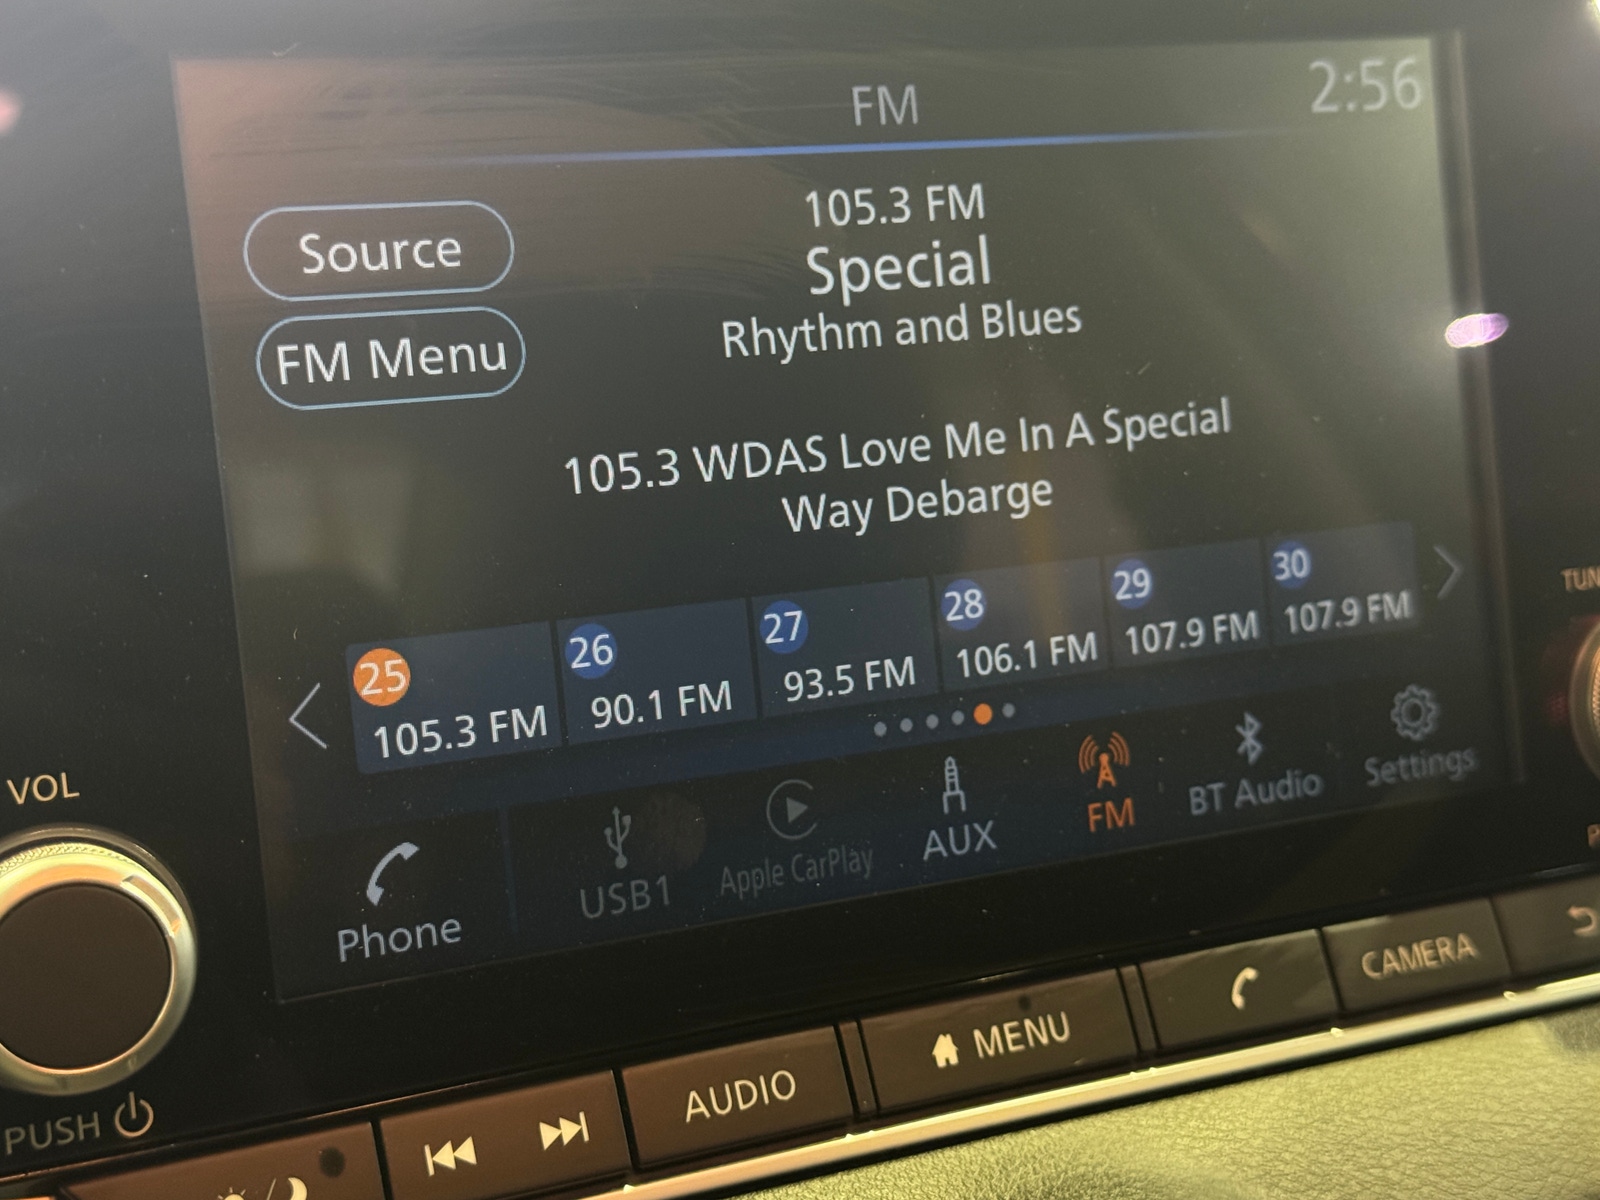 FM
2:56
105.3 FM
Special
Rhythm and Blues
Source
FM Menu
105.3 WDAS Love Me In A Special
Way Debarge
25
105.3 FM
26
90.1 FM
27
93.5 FM
28
106.1 FM
29
107.9 FM
30
107.9 FM
Phone
USB1
Apple CarPlay
AUX
FM
BT Audio
Settings
VOL
PUSH
AUDIO
MENU
CAMERA